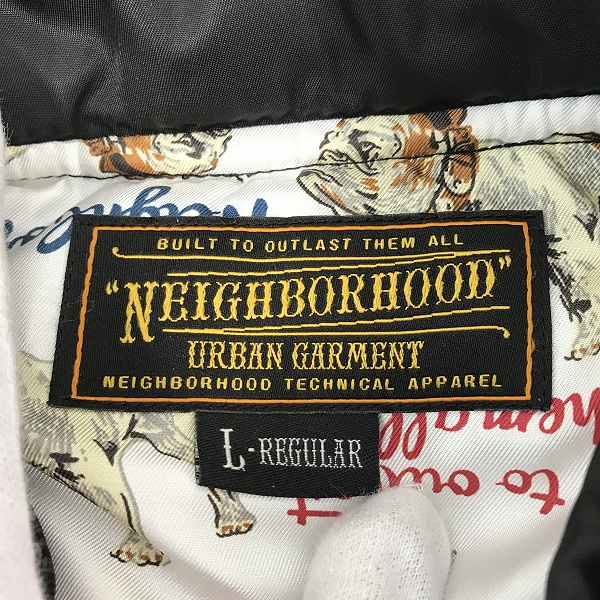 BUILT TO OUTLAST THEM ALL
"NEIGHBORHOOD"
URBAN GARMENT
NEIGHBORHOOD TECHNICAL APPAREL
L-REGULAR